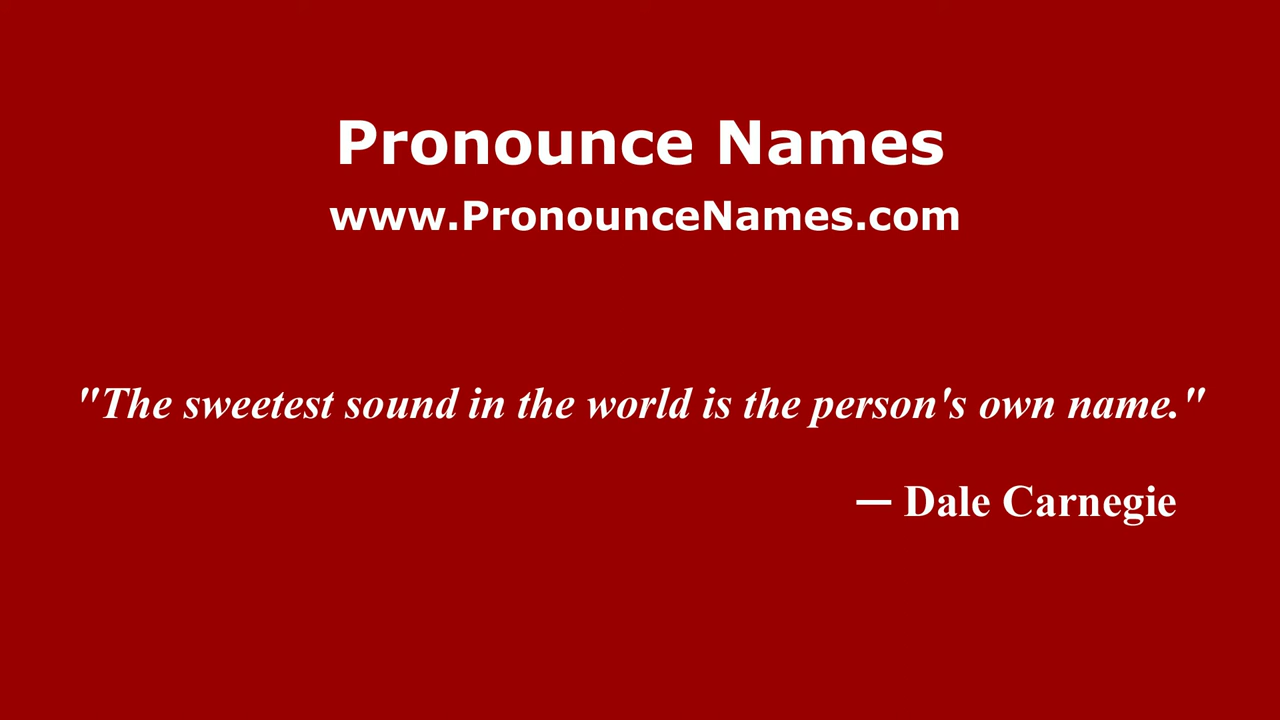 Pronounce Names
www.PronounceNames.com
"The sweetest sound in the world is the person's own name."
— Dale Carnegie